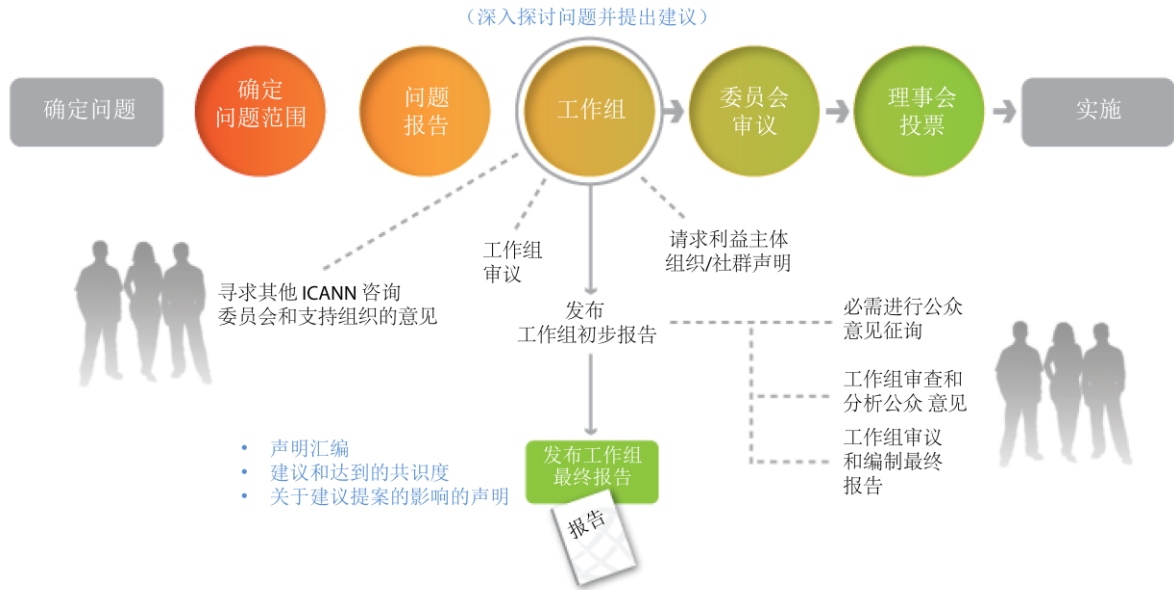 （深入探讨问题并提出建议）
确定问题
确定
问题范围
问题
报告
工作组
委员会
审议
理事会
投票
实施
寻求其他 ICANN 咨询
委员会和支持组织的意见
工作组
审议
请求利益主体
组织/社群声明
发布
工作组初步报告
必需进行公众
意见征询
工作组审查和
分析公众 意见
工作组审议
和编制最终
报告
• 声明汇编
• 建议和达到的共识度
• 关于建议提案的影响的声明
发布工作组
最终报告
报告